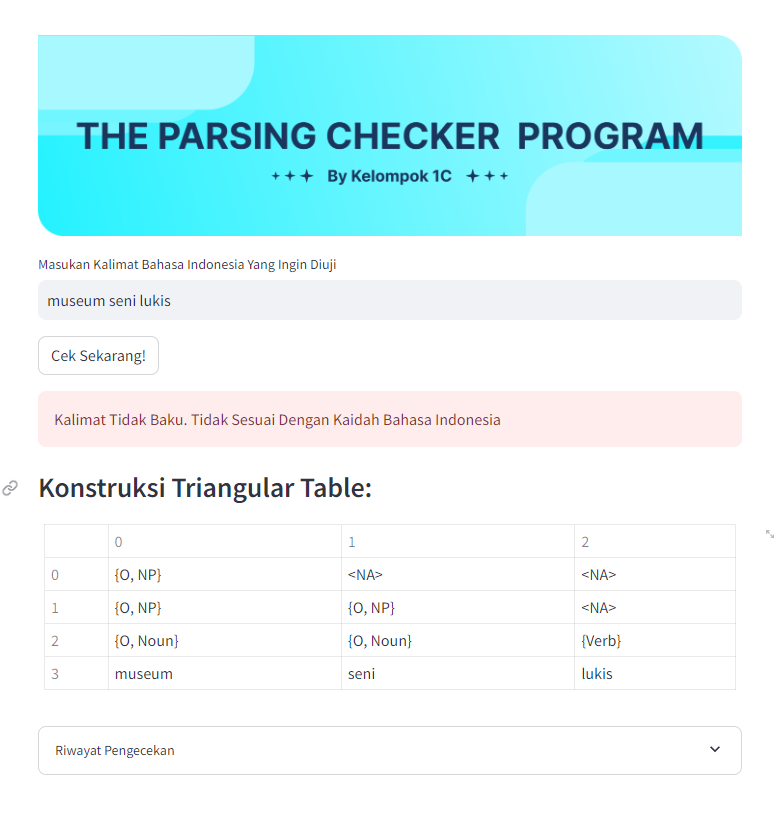 THE PARSING CHECKER PROGRAM
By Kelompok 1C
Masukan Kalimat Bahasa Indonesia Yang Ingin Diuji
museum seni lukis
Cek Sekarang!
Kalimat Tidak Baku. Tidak Sesuai Dengan Kaidah Bahasa Indonesia
Konstruksi Triangular Table:
0 1 2
0 {O, NP} <NA> <NA>
1 {O, NP} {O, NP} <NA>
2 {O, Noun} {O, Noun} {Verb}
3 museum seni lukis
Riwayat Pengecekan